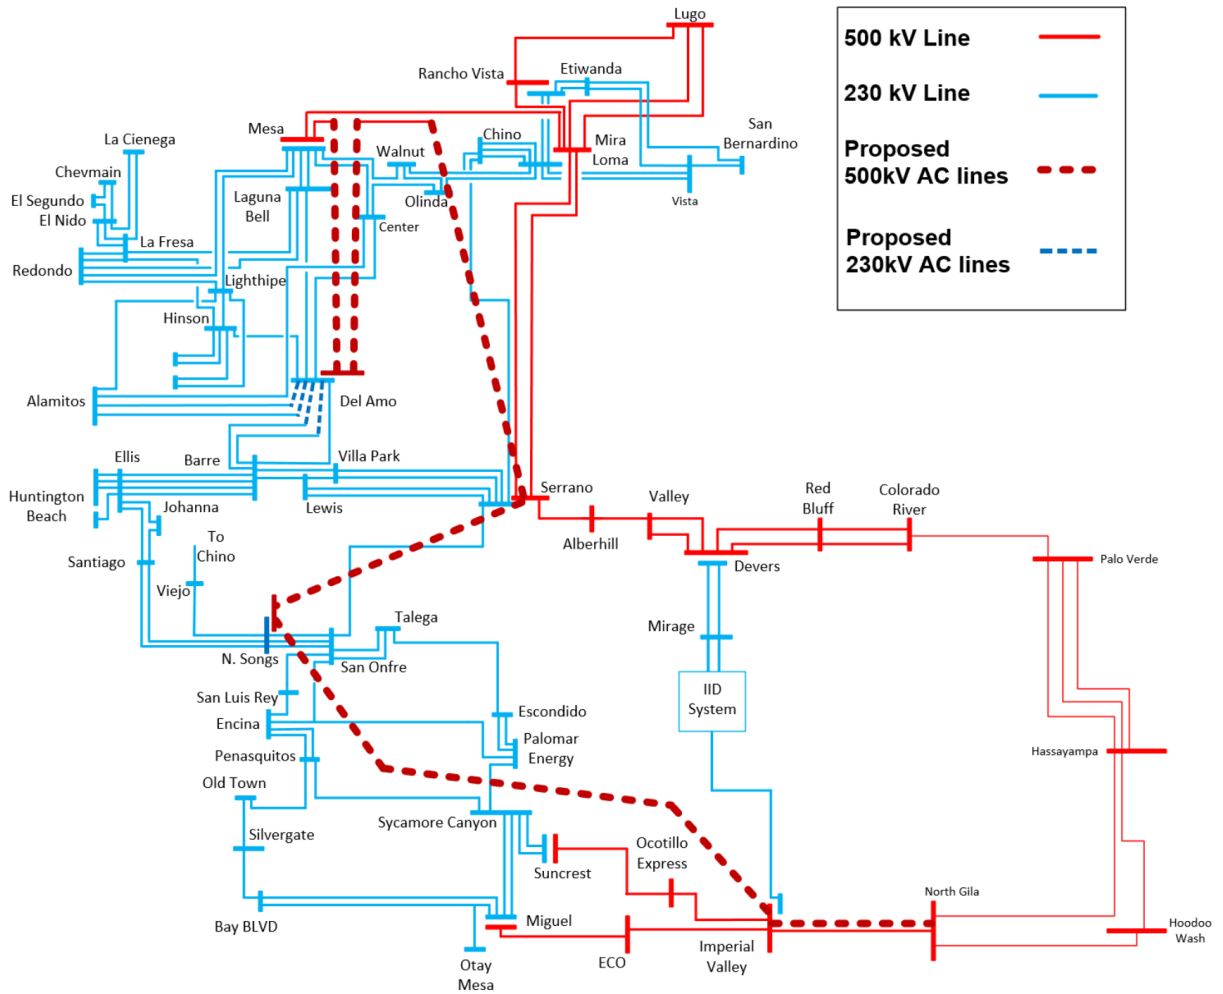 Lugo
500 kV Line
Rancho Vista
Etiwanda
230 kV Line
Mesa
La Cienega
Chino
Mira
Loma
San
Bernardino
Walnut
Proposed
500kV AC lines
Chevmain
El Segundo
El Nido
Laguna
Bell
Olinda
Vista
Center
La Fresa
Redondo
Proposed
230kV AC lines
Lighthipe
Hinson
Alamitos
Del Amo
Ellis
Barre
Villa Park
Huntington
Beach
Johanna
Lewis
Serrano
Valley
Red
Bluff
Colorado
River
To
Chino
Alberhill
Santiago
Devers
Palo Verde
Viejo
Talega
Mirage
N. Songs
San Onfre
IID
System
San Luis Rey
Encina
Escondido
Palomar
Energy
Penasquitos
Hassayampa
Old Town
Sycamore Canyon
Silvergate
Ocotillo
Express
Suncrest
North Gila
Bay BLVD
Miguel
Imperial
Valley
Hoodoo
Wash
Otay
Mesa
ECO